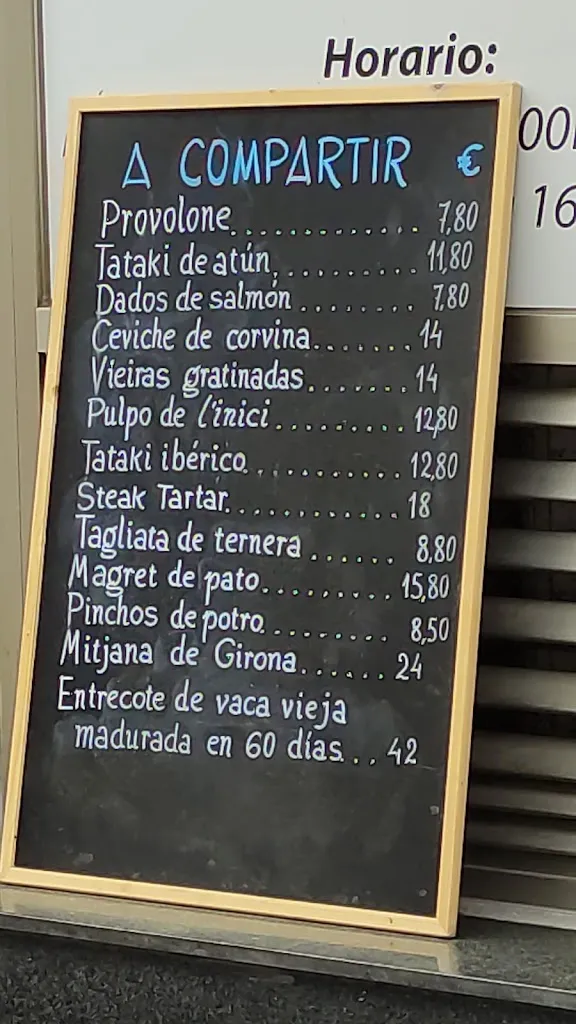 Horario:
00
16
A COMPARTIR €
Provolone............. 7,80
Tataki de atún.......... 11,80
Dados de salmón........ 7,80
Ceviche de corvina....... 14
Vieiras gratinadas....... 14
Pulpo de l'inici......... 12,80
Tataki ibérico........... 12,80
Steak Tartar............ 18
Tagliata de ternera...... 8,80
Magret de pato......... 15,80
Pinchos de potro........ 8,50
Mitjana de Girona...... 24
Entrecote de vaca vieja
madurada en 60 días... 42